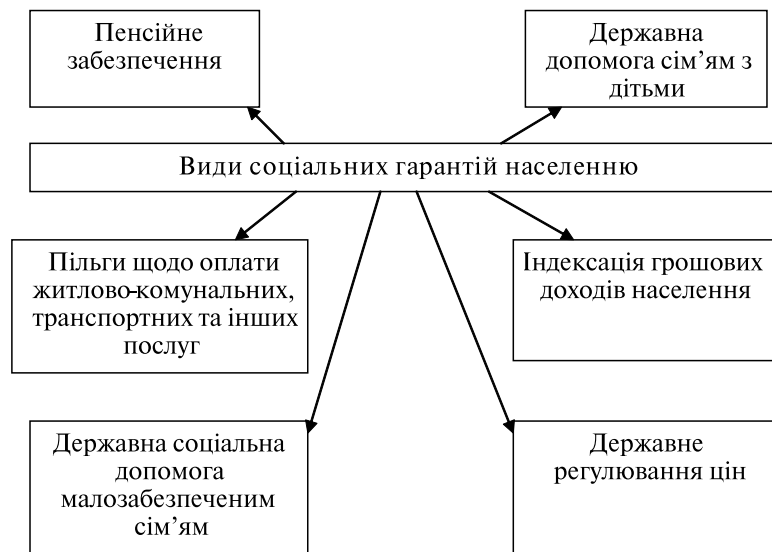 Пенсійне
забезпечення
Державна
допомога сім’ям з
дітьми
Види соціальних гарантій населенню
Пільги щодо оплати
житлово-комунальних,
транспортних та інших
послуг
Індексація грошових
доходів населення
Державна соціальна
допомога
малозабезпеченим
сім’ям
Державне
регулювання цін